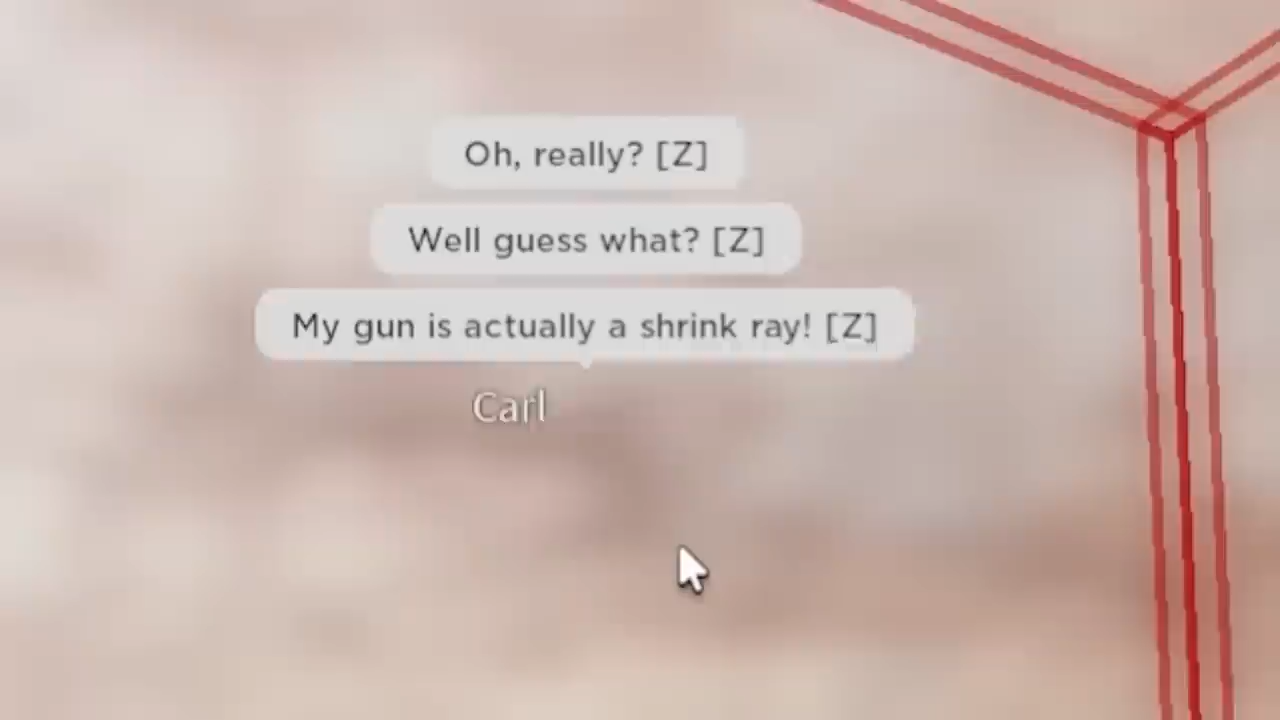 Oh, really? [Z]
Well guess what? [Z]
My gun is actually a shrink ray! [Z]
Carl